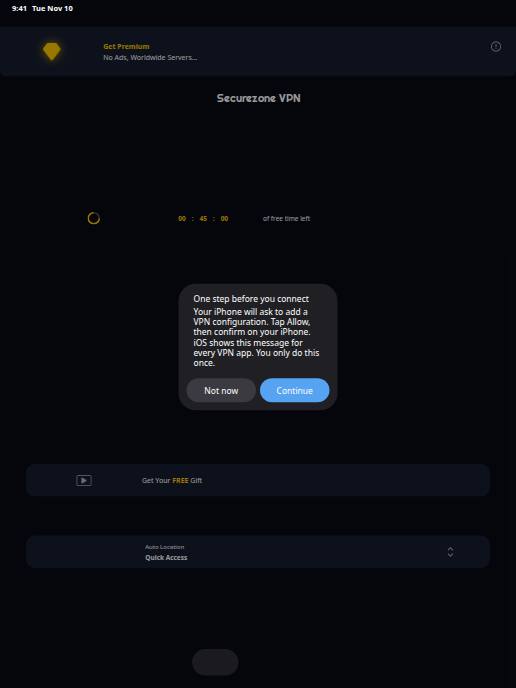 9:41 Tue Nov 10
Get Premium
No Ads, Worldwide Servers...
Securezone VPN
00 : 45 : 00 of free time left
One step before you connect
Your iPhone will ask to add a
VPN configuration. Tap Allow,
then confirm on your iPhone.
iOS shows this message for
every VPN app. You only do this
once.
Not now Continue
Get Your FREE Gift
Auto Location
Quick Access